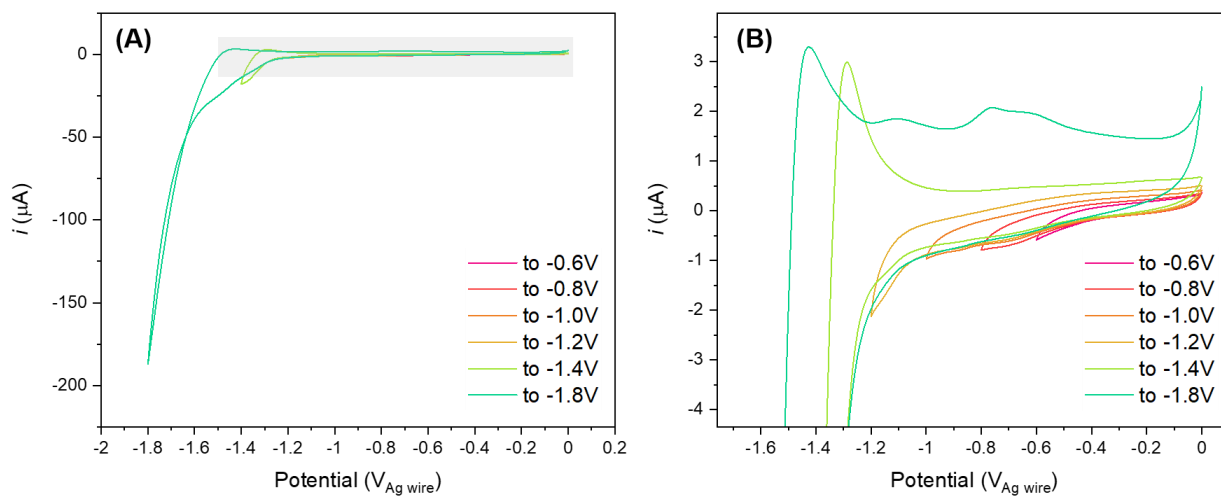 (A)
0
-50
-100
-150
-200
i (μA)
to -0.6V
to -0.8V
to -1.0V
to -1.2V
to -1.4V
to -1.8V
-2 -1.8 -1.6 -1.4 -1.2 -1 -0.8 -0.6 -0.4 -0.2 0 0.2
Potential (V Ag wire)
(B)
3
2
1
0
-1
-2
-3
-4
i (μA)
to -0.6V
to -0.8V
to -1.0V
to -1.2V
to -1.4V
to -1.8V
-1.6 -1.4 -1.2 -1 -0.8 -0.6 -0.4 -0.2 0
Potential (V Ag wire)